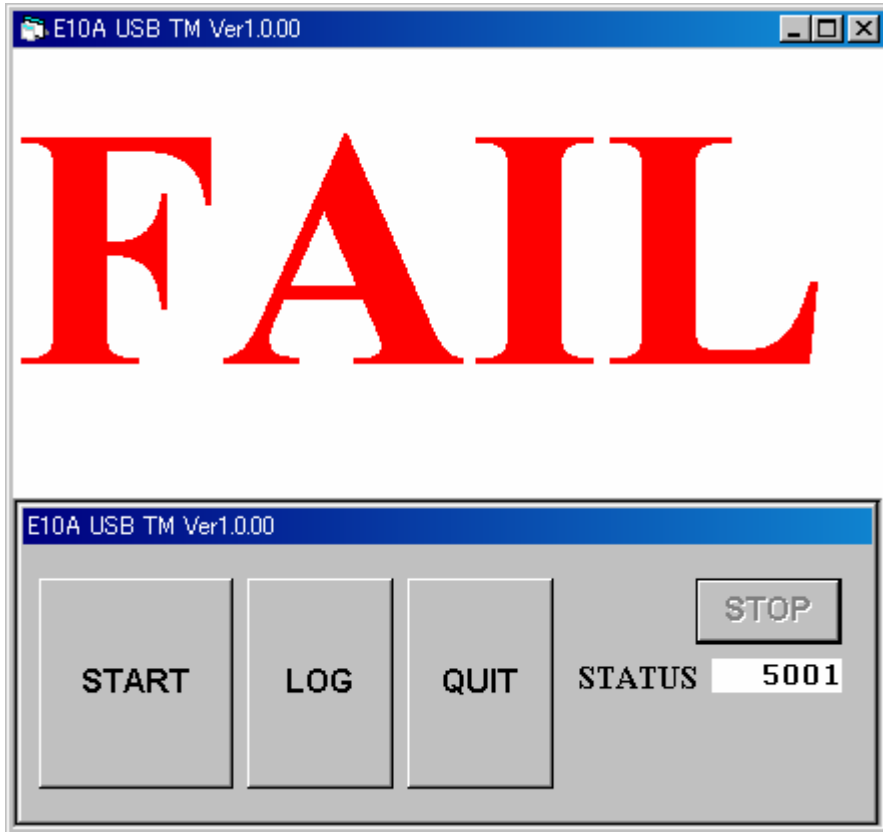 E10A USB TM Ver1.0.00
FAIL
E10A USB TM Ver1.0.00
STOP
START LOG QUIT STATUS 5001